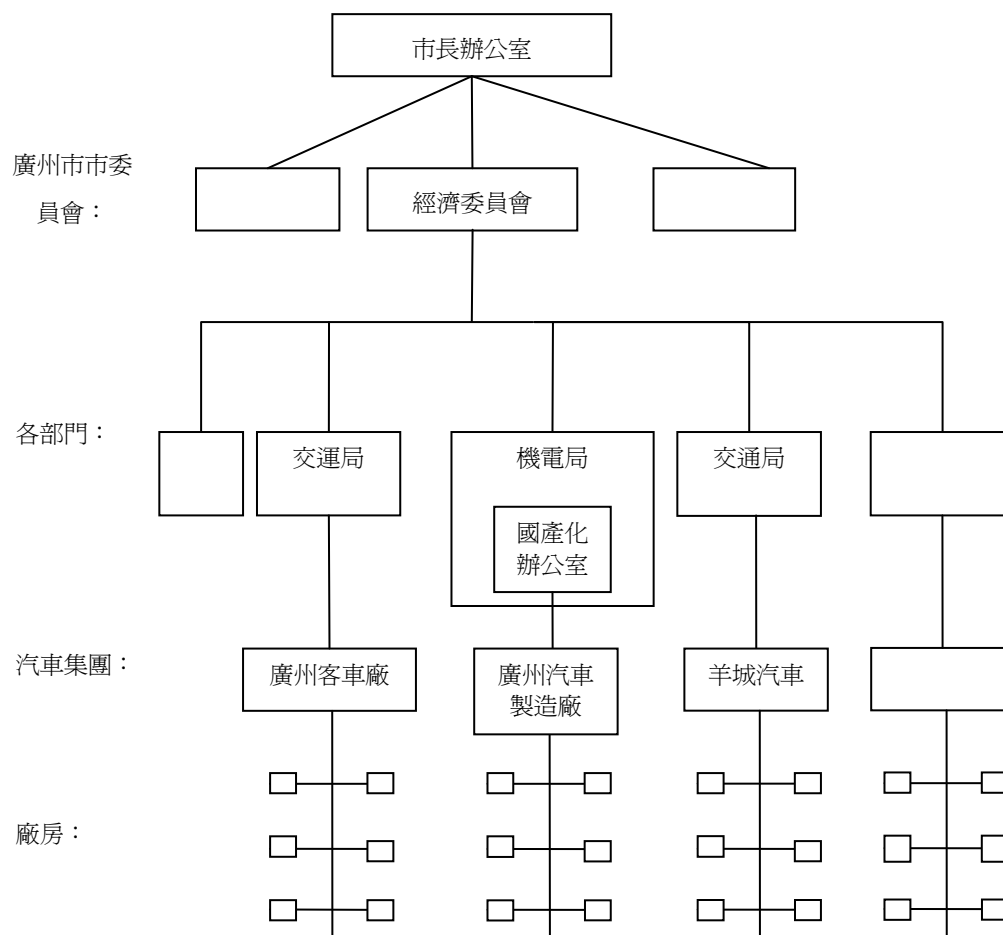 市長辦公室
廣州市市委
員會：
經濟委員會
各部門：
交運局
機電局
交通局
國產化
辦公室
汽車集團：
廣州客車廠
廣州汽車
製造廠
羊城汽車
廠房：